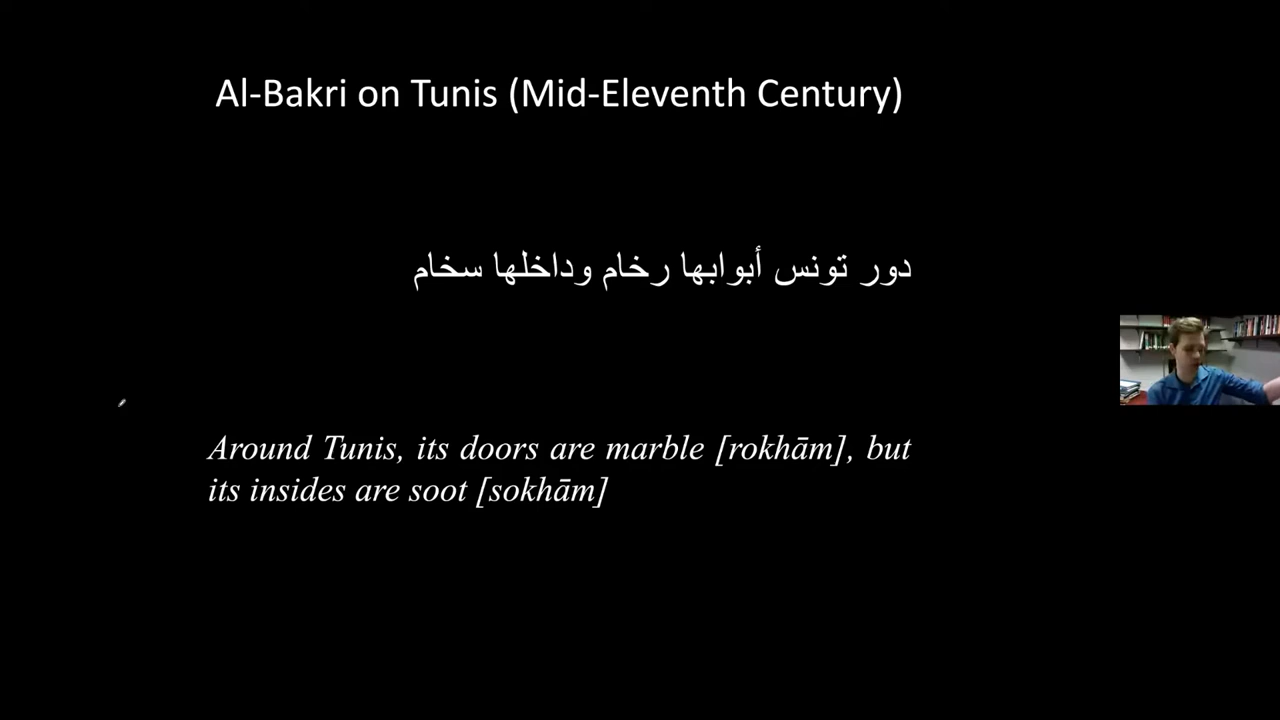 Al-Bakri on Tunis (Mid-Eleventh Century)
دور تونس أبوابها رخام وداخلها سخام
Around Tunis, its doors are marble [rokhām], but
its insides are soot [sokhām]